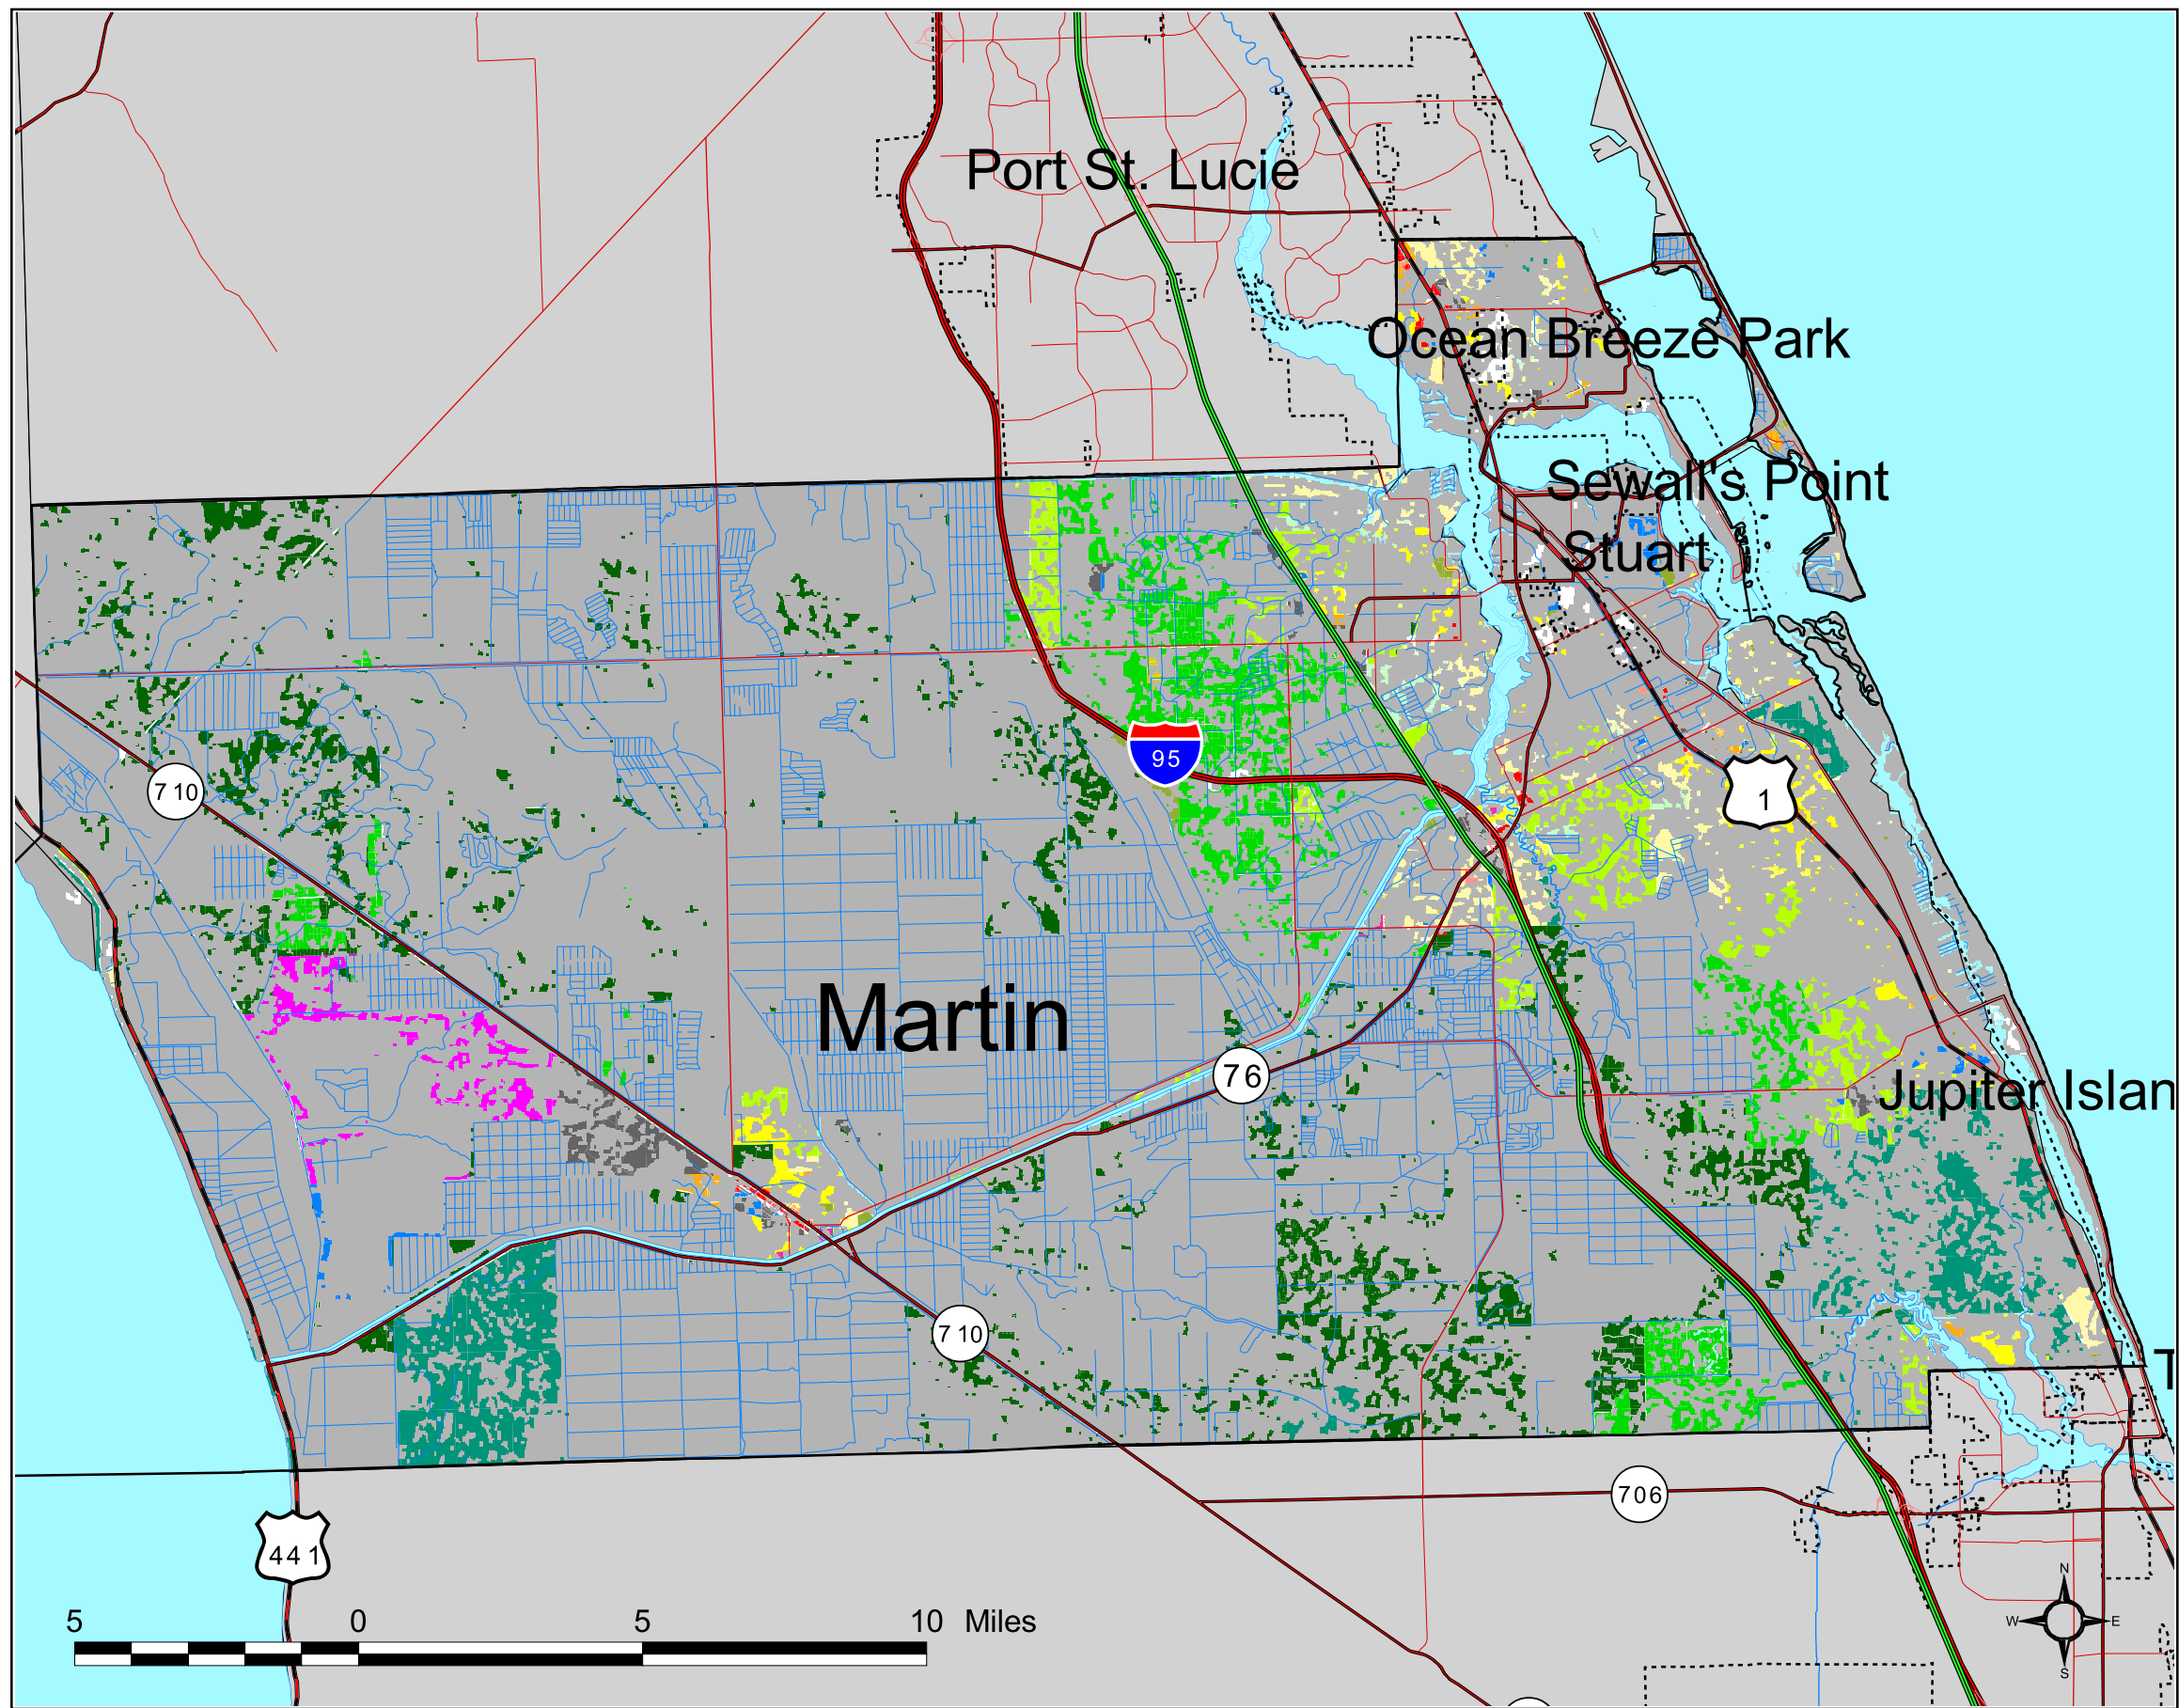 Port St. Lucie
Ocean Breeze Park
Sewall's Point
Stuart
95
7 10
1
Martin
76
Jupiter Islan
7 10
T
706
44 1
5 0 5 10 Miles
N
W E
S